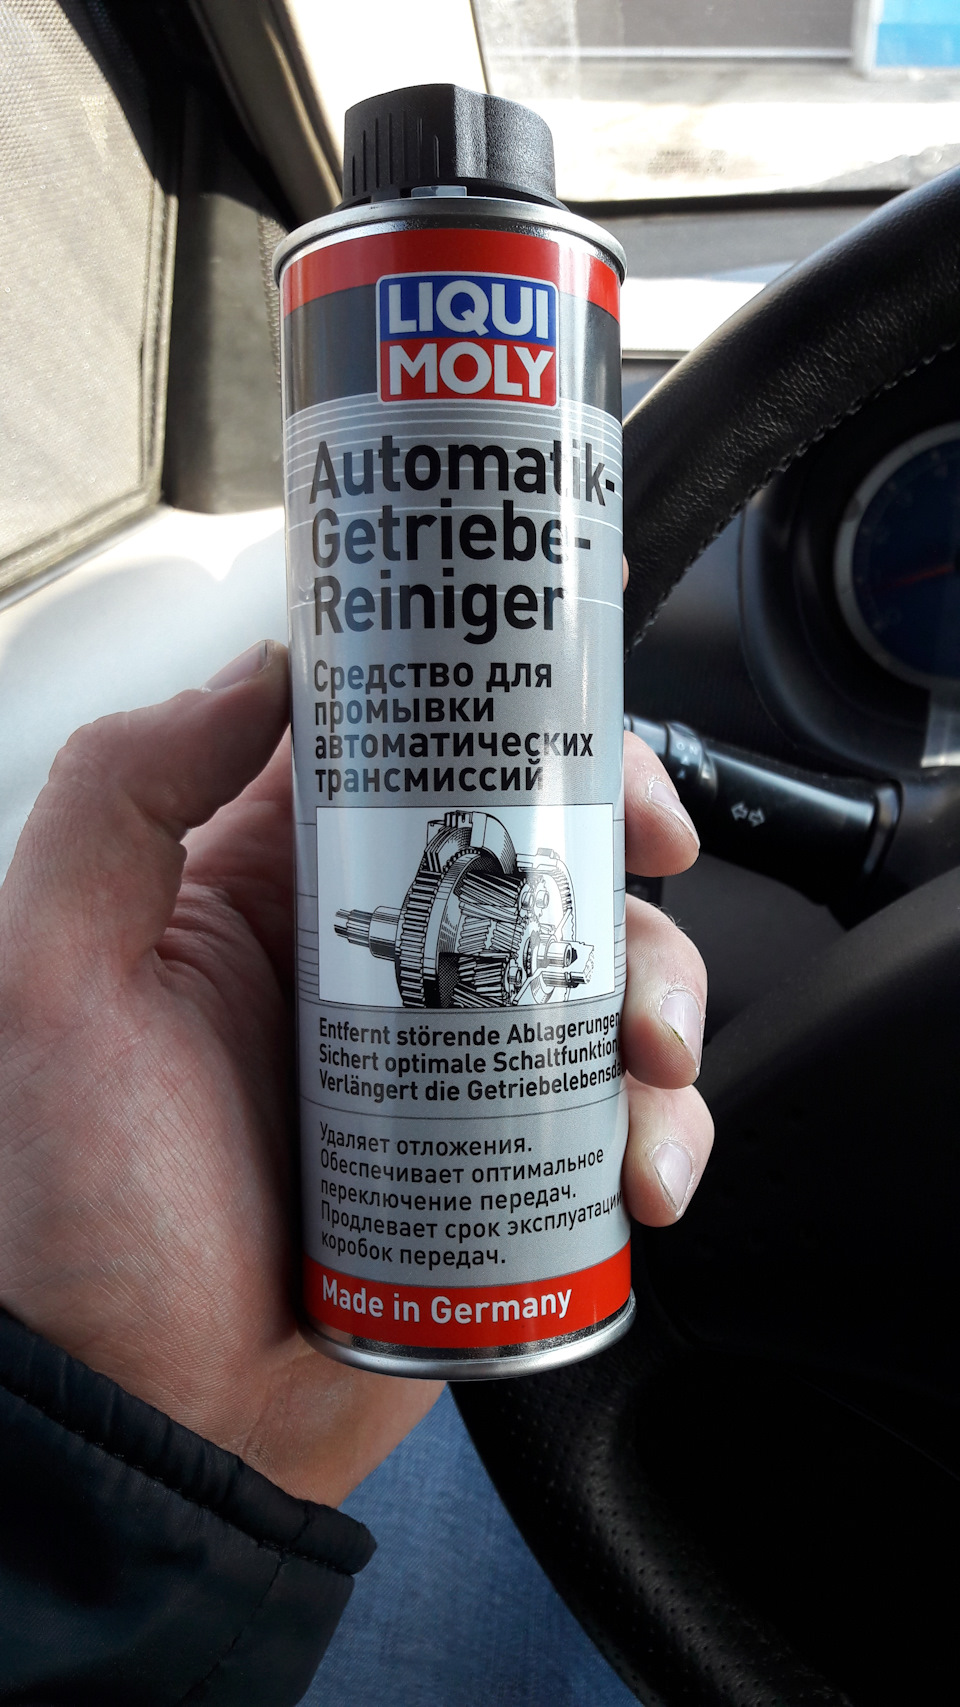 LIQUI
MOLY
Automatik-
Getriebe-
Reiniger
Средство для
промывки
автоматических
трансмиссий
Entfernt störende Ablagerungen
Sichert optimale Schaltfunktion
Verlängert die
Удаляет отложения.
Обеспечивает оптимальное
переключение передач.
Продлевает срок эксплуатации
коробок передач.
Made in Germany